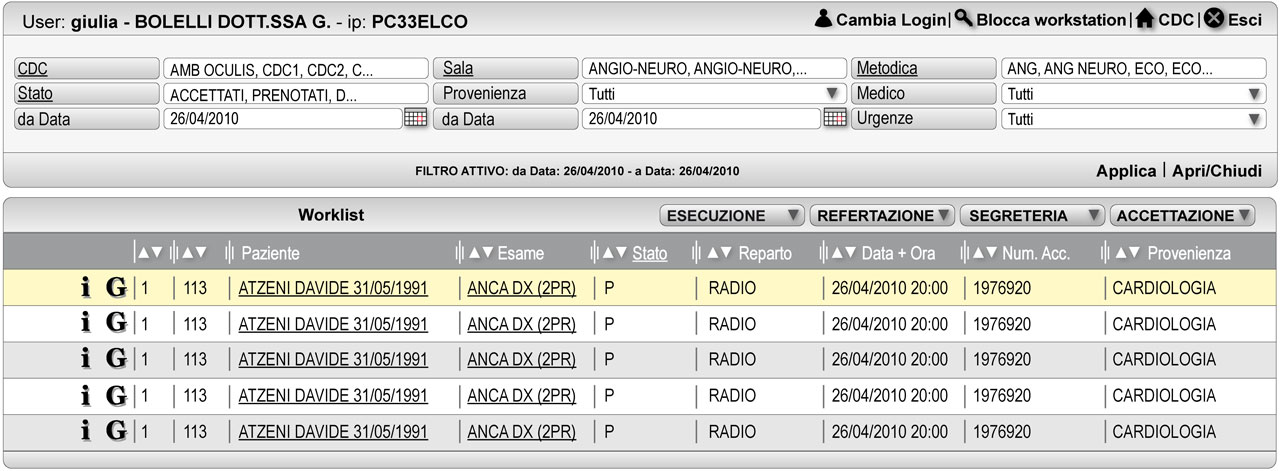 User: giulia - BOLELLI DOTT.SSA G. - ip: PC33ELCO Cambia Login| Blocca workstation| CDC| Esci
CDC AMB OCULIS, CDC1, CDC2, C... Sala ANGIO-NEURO, ANGIO-NEURO,... Metodica ANG, ANG NEURO, ECO, ECO...
Stato ACCETTATI, PRENOTATI, D... Provenienza Tutti Medico Tutti
da Data 26/04/2010 da Data 26/04/2010 Urgenze Tutti
FILTRO ATTIVO: da Data: 26/04/2010 - a Data: 26/04/2010 Applica | Apri/Chiudi
Worklist ESECUZIONE REFERTAZIONE SEGRETERIA ACCETTAZIONE
Paziente Esame Stato Reparto Data + Ora Num. Acc. Provenienza
i G 1 113 ATZENI DAVIDE 31/05/1991 ANCA DX (2PR) P RADIO 26/04/2010 20:00 1976920 CARDIOLOGIA
i G 1 113 ATZENI DAVIDE 31/05/1991 ANCA DX (2PR) P RADIO 26/04/2010 20:00 1976920 CARDIOLOGIA
i G 1 113 ATZENI DAVIDE 31/05/1991 ANCA DX (2PR) P RADIO 26/04/2010 20:00 1976920 CARDIOLOGIA
i G 1 113 ATZENI DAVIDE 31/05/1991 ANCA DX (2PR) P RADIO 26/04/2010 20:00 1976920 CARDIOLOGIA
i G 1 113 ATZENI DAVIDE 31/05/1991 ANCA DX (2PR) P RADIO 26/04/2010 20:00 1976920 CARDIOLOGIA